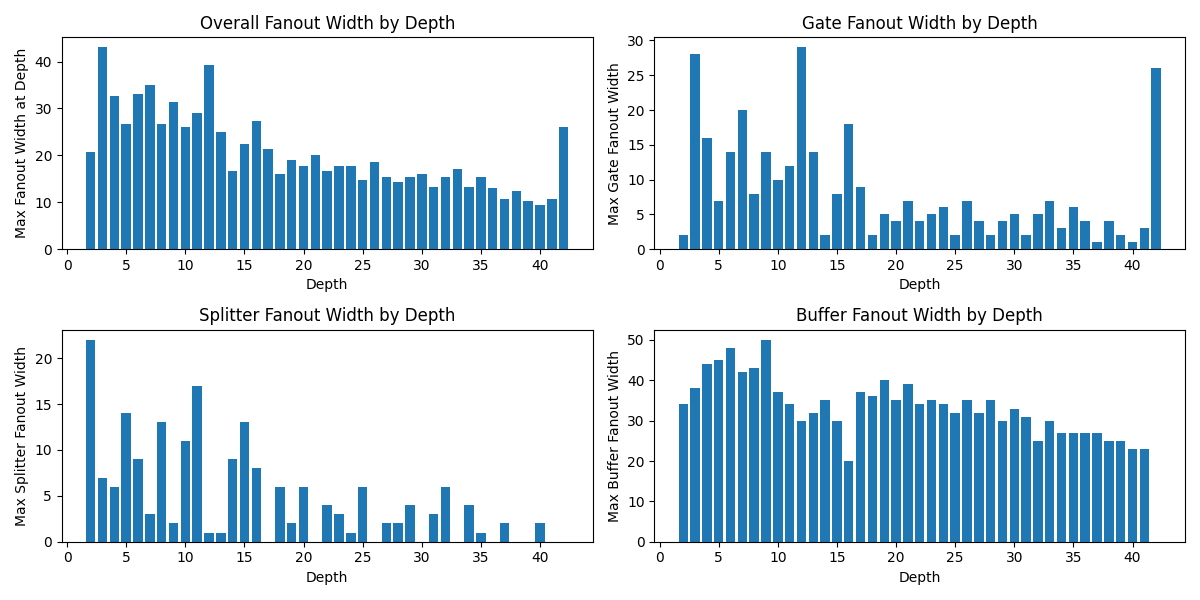 Overall Fanout Width by Depth
Max Fanout Width at Depth
40
30
20
10
0
0 5 10 15 20 25 30 35 40
Depth
Gate Fanout Width by Depth
Max Gate Fanout Width
30
25
20
15
10
5
0
0 5 10 15 20 25 30 35 40
Depth
Splitter Fanout Width by Depth
Max Splitter Fanout Width
20
15
10
5
0
0 5 10 15 20 25 30 35 40
Depth
Buffer Fanout Width by Depth
Max Buffer Fanout Width
50
40
30
20
10
0
0 5 10 15 20 25 30 35 40
Depth